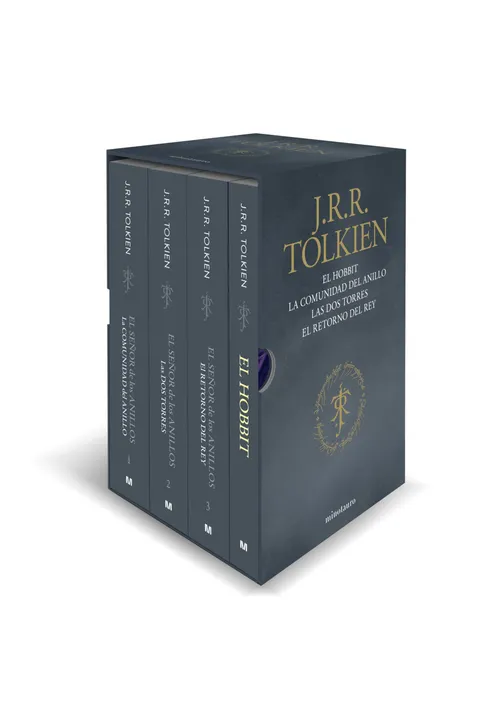 minotauro
J.R.R. TOLKIEN
EL SEÑOR de los ANILLOS
La COMUNIDAD del ANILLO
1
M
J.R.R. TOLKIEN
EL SEÑOR de los ANILLOS
Las DOS TORRES
2
M
J.R.R. TOLKIEN
EL SEÑOR de los ANILLOS
El RETORNO DEL REY
3
M
J.R.R. TOLKIEN
EL HOBBIT
M
J.R.R.
TOLKIEN
EL HOBBIT
LA COMUNIDAD DEL ANILLO
LAS DOS TORRES
EL RETORNO DEL REY
minotauro